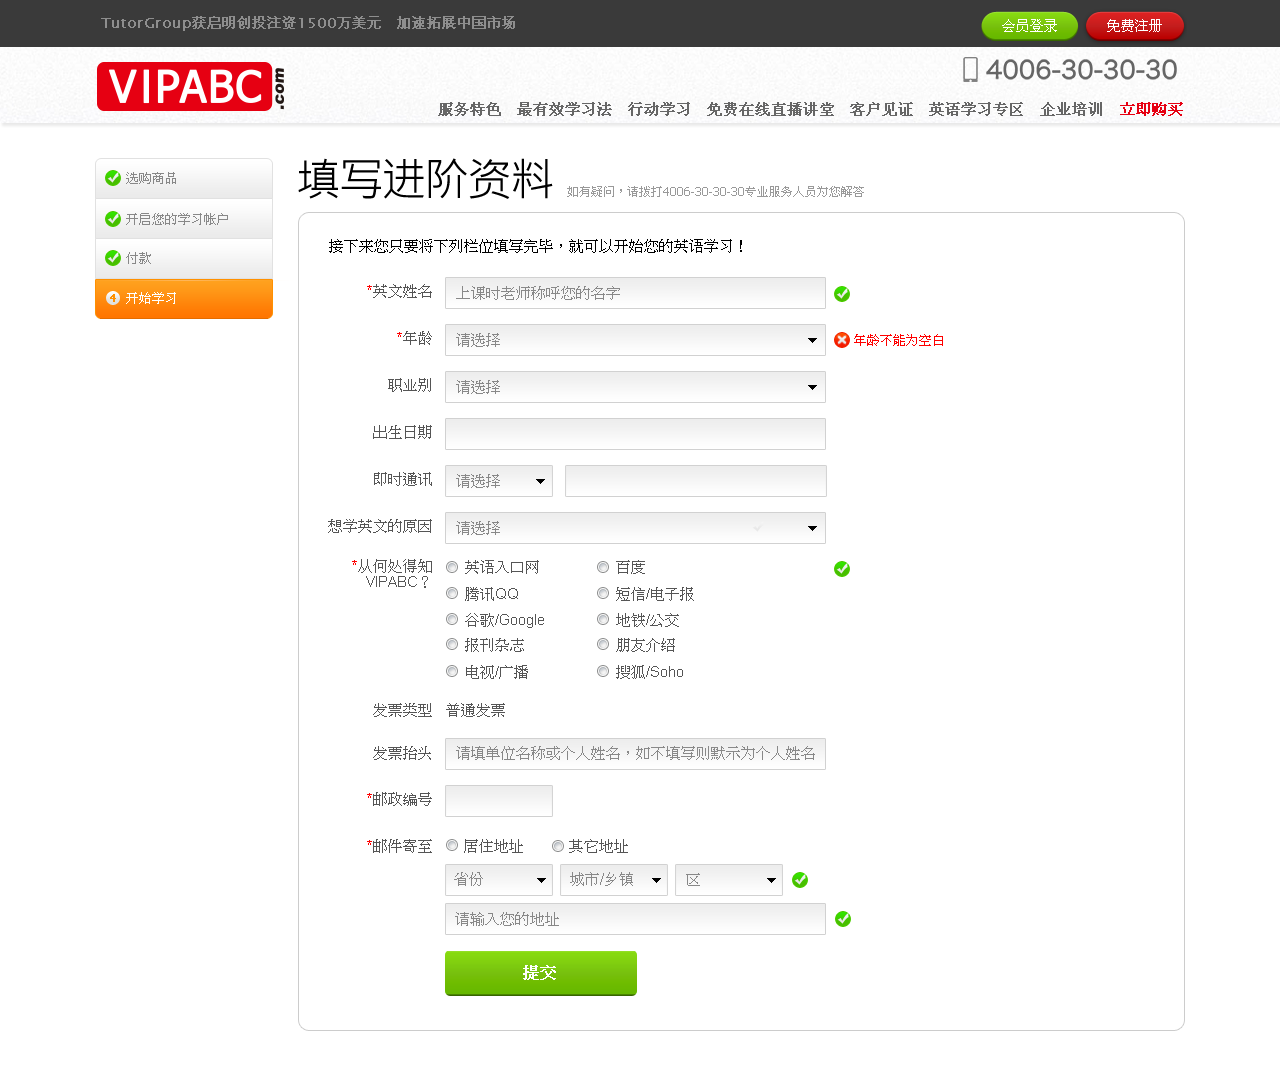 TutorGroup获启明创投注资1500万美元 加速拓展中国市场
会员登录 免费注册
VIPABC.com
4006-30-30-30
服务特色 最有效学习法 行动学习 免费在线直播讲堂 客户见证 英语学习专区 企业培训 立即购买
选购商品
开启您的学习帐户
付款
4 开始学习
填写进阶资料 如有疑问，请拨打4006-30-30-30专业服务人员为您解答
接下来您只要将下列栏位填写完毕，就可以开始您的英语学习！
*英文姓名 上课时老师称呼您的名字
*年龄 请选择 年龄不能为空白
职业别 请选择
出生日期
即时通讯 请选择
想学英文的原因 请选择
*从何处得知
VIPABC？
英语入口网 百度
腾讯QQ 短信/电子报
谷歌/Google 地铁/公交
报刊杂志 朋友介绍
电视/广播 搜狐/Soho
发票类型 普通发票
发票抬头 请填单位名称或个人姓名，如不填写则默示为个人姓名
*邮政编号
*邮件寄至 居住地址 其它地址
省份 城市/乡镇 区
请输入您的地址
提交